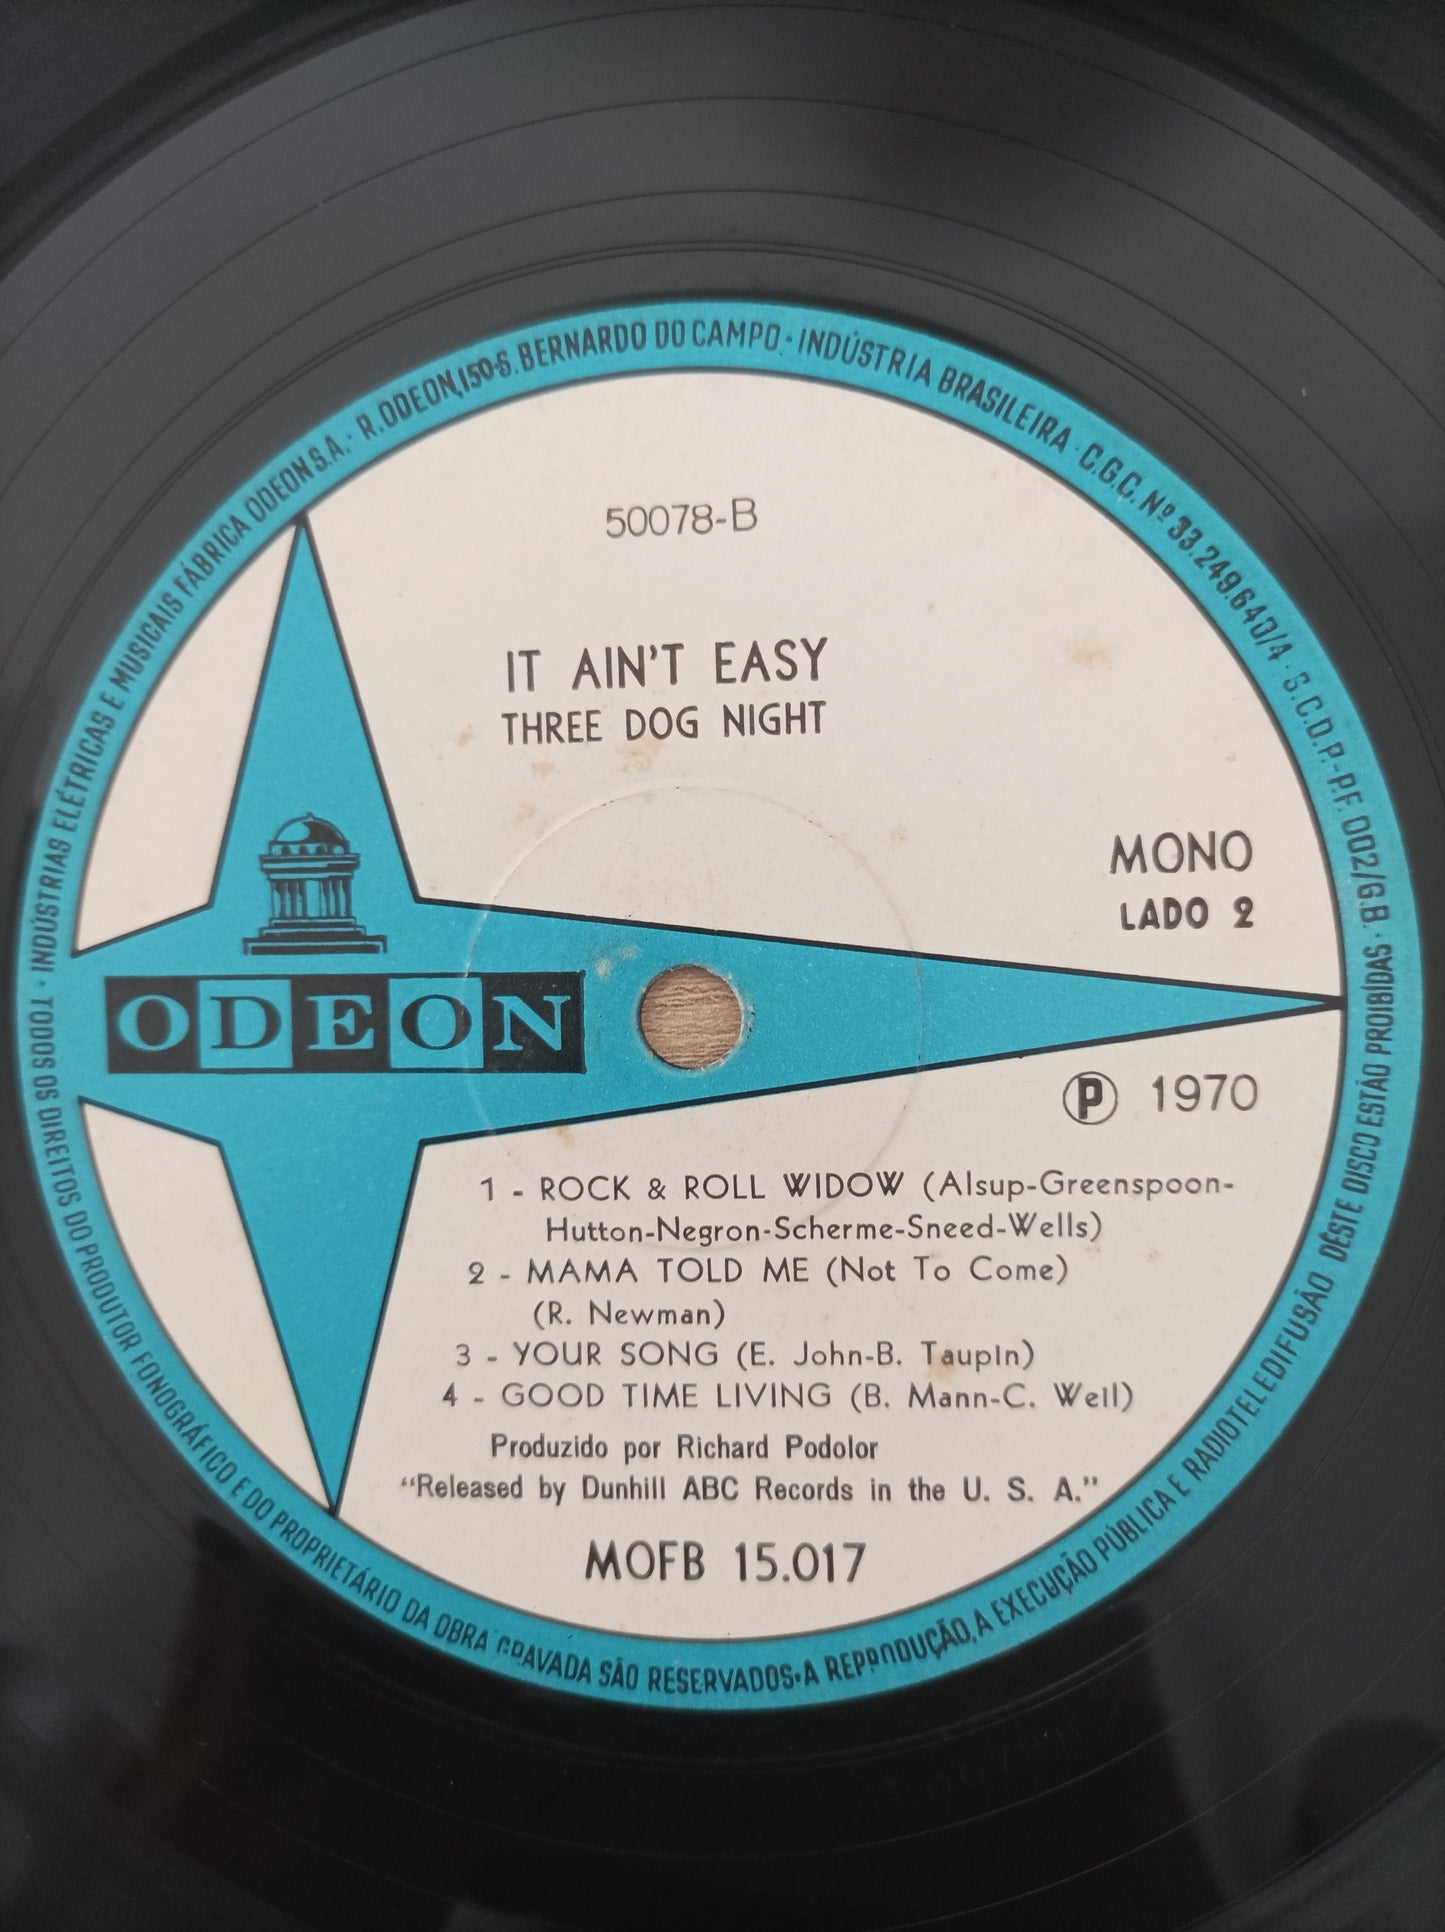 INDÚSTRIAS ELÉTRICAS E MUSICAIS FÁBRICA ODEON S.A. · R. ODEON, 150-S. BERNARDO DO CAMPO · INDÚSTRIA BRASILEIRA · C.G.C. Nº 33.249.640/4 · S.C.D.P.-P.F. 002/G.B. ·
TODOS OS DIREITOS DO PRODUTOR FONOGRÁFICO E DO PROPRIETÁRIO DA OBRA GRAVADA SÃO RESERVADOS · A REPRODUÇÃO, A EXECUÇÃO PÚBLICA E RADIOTELEDIFUSÃO DÊSTE DISCO ESTÃO PROIBIDAS ·
50078-B
IT AIN'T EASY
THREE DOG NIGHT
MONO
LADO 2
ODEON
Ⓟ 1970
1 - ROCK & ROLL WIDOW (Alsup-Greenspoon-
Hutton-Negron-Scherme-Sneed-Wells)
2 - MAMA TOLD ME (Not To Come)
(R. Newman)
3 - YOUR SONG (E. John-B. Taupin)
4 - GOOD TIME LIVING (B. Mann-C. Weil)
Produzido por Richard Podolor
"Released by Dunhill ABC Records in the U. S. A."
MOFB 15.017